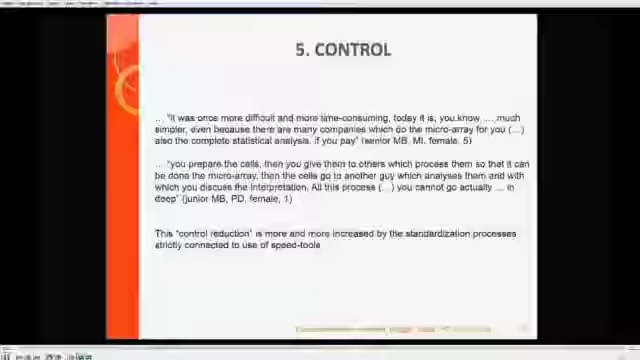 5. CONTROL
… "it was once more difficult and more time-consuming, today it is, you know, … much
simpler, even because there are many companies which do the micro-array for you (…)
also the complete statistical analysis, if you pay" (senior MB, MI, female, 5)
… "you prepare the cells, then you give them to others which process them so that it can
be done the micro-array, then the cells go to another guy which analyses them and with
which you discuss the interpretation. All this process (…) you cannot go actually … in
deep" (junior MB, PD, female, 1)
This "control reduction" is more and more increased by the standardization processes
strictly connected to use of speed-tools